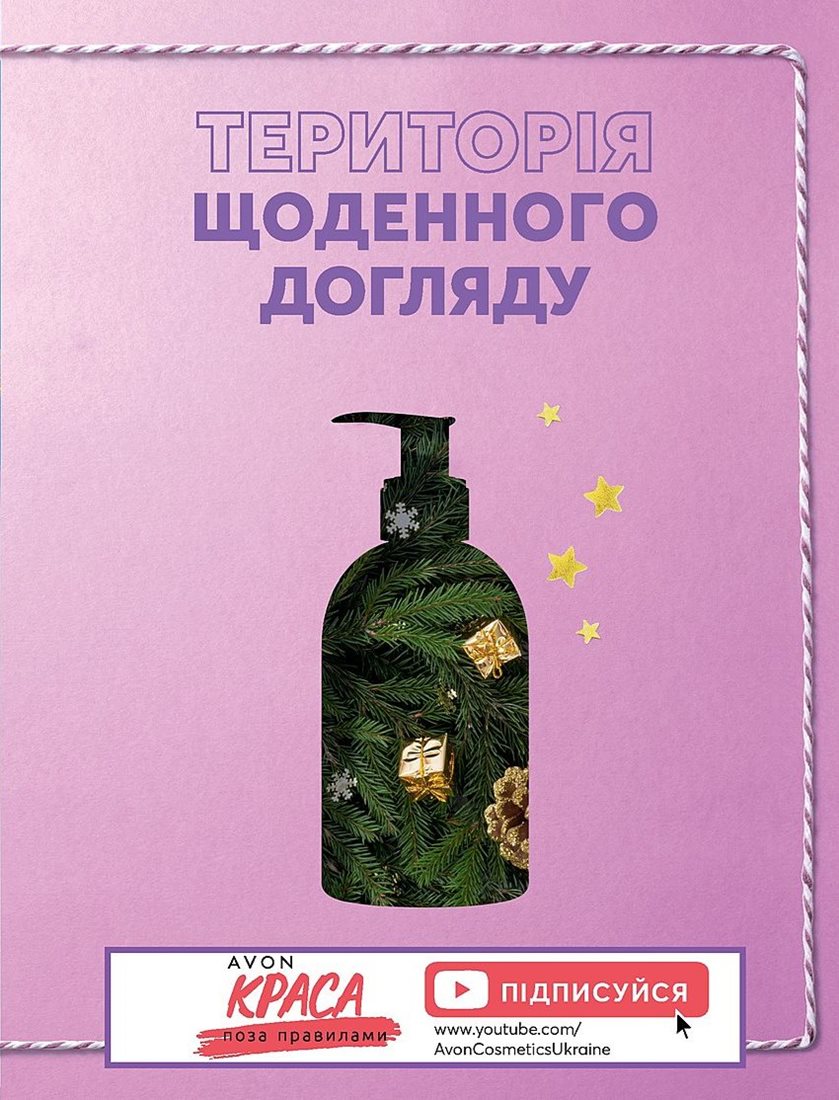 ТЕРИТОРІЯ
ЩОДЕННОГО
ДОГЛЯДУ
AVON
КРАСА
поза правилами
ПІДПИСУЙСЯ
www.youtube.com/
AvonCosmeticsUkraine